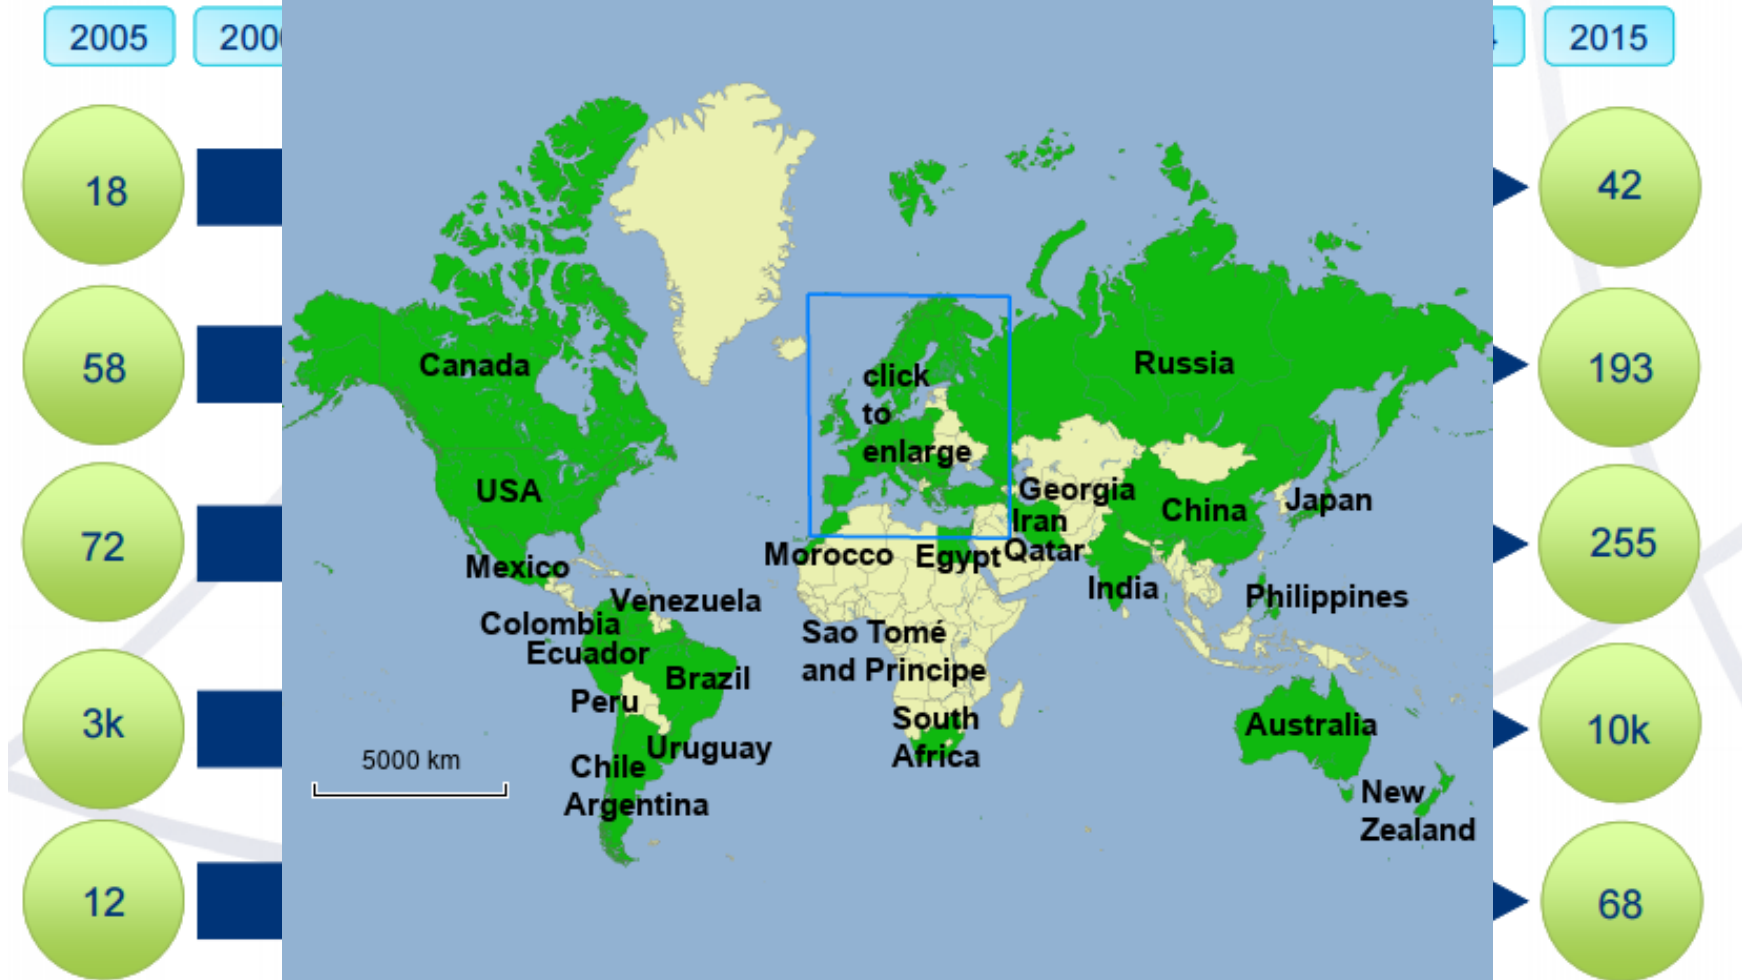 2005
2015
18
42
58
193
72
255
3k
10k
12
68
Canada
USA
Mexico
Venezuela
Colombia
Ecuador
Brazil
Peru
Uruguay
Chile
Argentina
5000 km
click
to
enlarge
Russia
Georgia
Iran
China
Japan
Morocco
Egypt
Qatar
India
Philippines
Sao Tomé
and Principe
South
Africa
Australia
New
Zealand